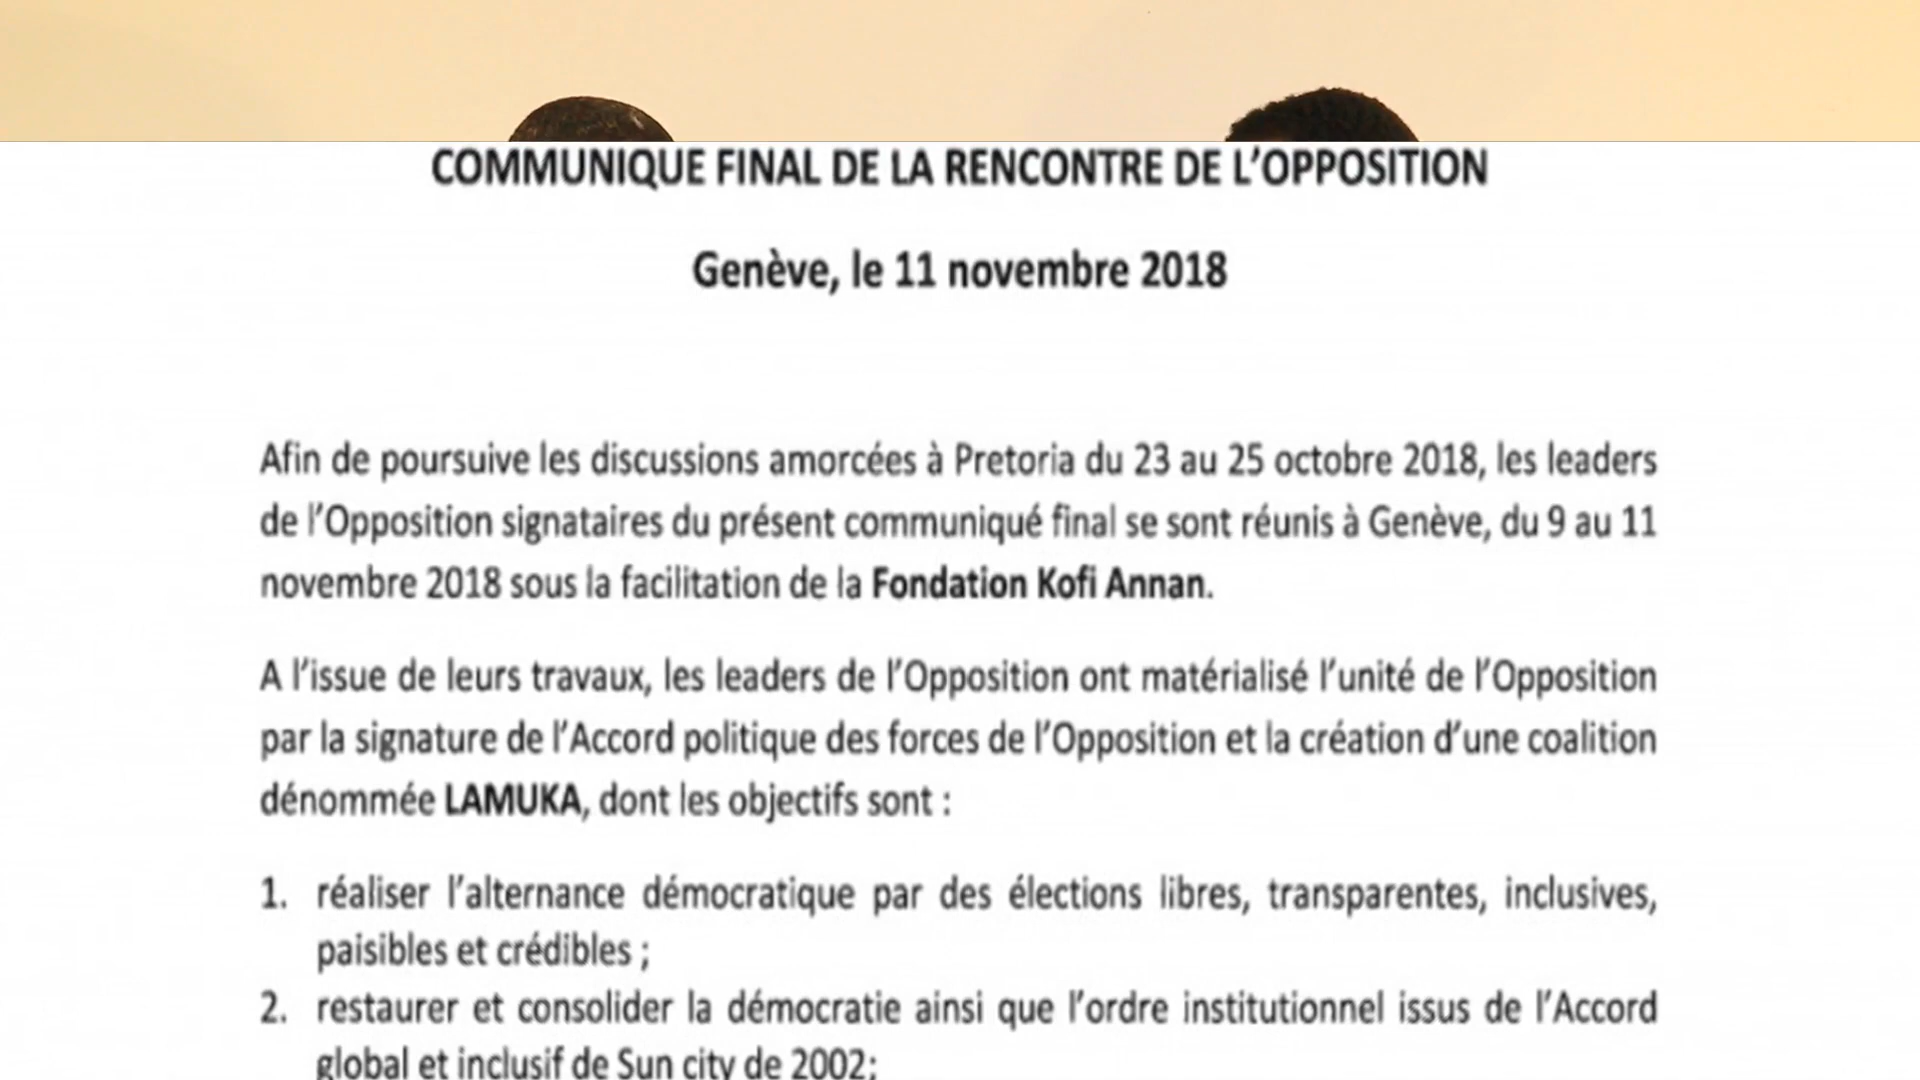 COMMUNIQUE FINAL DE LA RENCONTRE DE L'OPPOSITION
Genève, le 11 novembre 2018
Afin de poursuive les discussions amorcées à Pretoria du 23 au 25 octobre 2018, les leaders
de l'Opposition signataires du présent communiqué final se sont réunis à Genève, du 9 au 11
novembre 2018 sous la facilitation de la Fondation Kofi Annan.
A l'issue de leurs travaux, les leaders de l'Opposition ont matérialisé l'unité de l'Opposition
par la signature de l'Accord politique des forces de l'Opposition et la création d'une coalition
dénommée LAMUKA, dont les objectifs sont :
1. réaliser l'alternance démocratique par des élections libres, transparentes, inclusives,
paisibles et crédibles ;
2. restaurer et consolider la démocratie ainsi que l'ordre institutionnel issus de l'Accord
global et inclusif de Sun city de 2002;